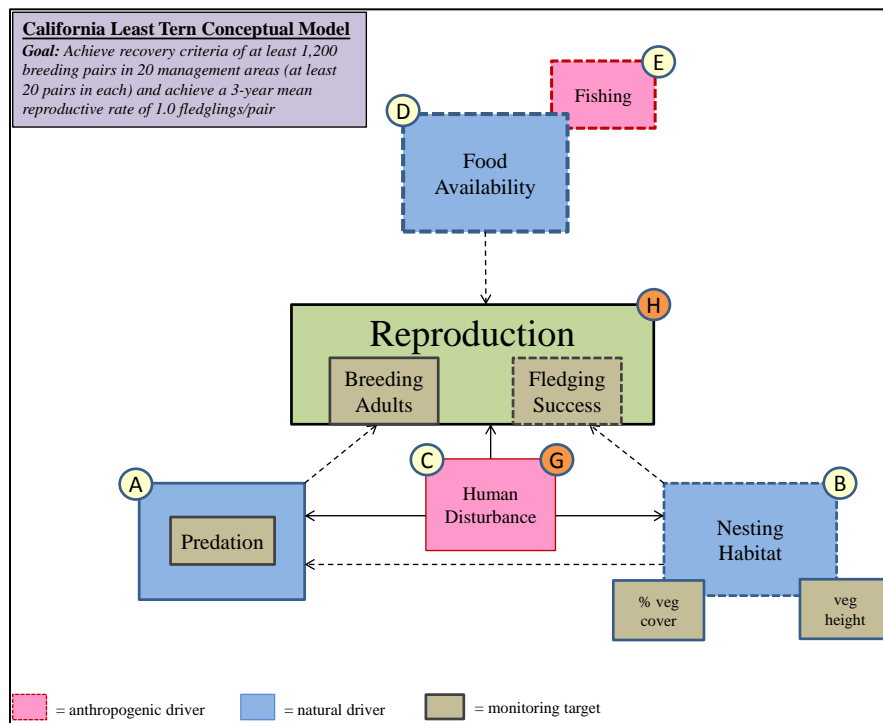 California Least Tern Conceptual Model
Goal: Achieve recovery criteria of at least 1,200
breeding pairs in 20 management areas (at least
20 pairs in each) and achieve a 3-year mean
reproductive rate of 1.0 fledglings/pair
E
Fishing
D
Food
Availability
H
Reproduction
Breeding
Adults
Fledging
Success
A
Predation
C
G
Human
Disturbance
B
Nesting
Habitat
% veg
cover
veg
height
= anthropogenic driver
= natural driver
= monitoring target